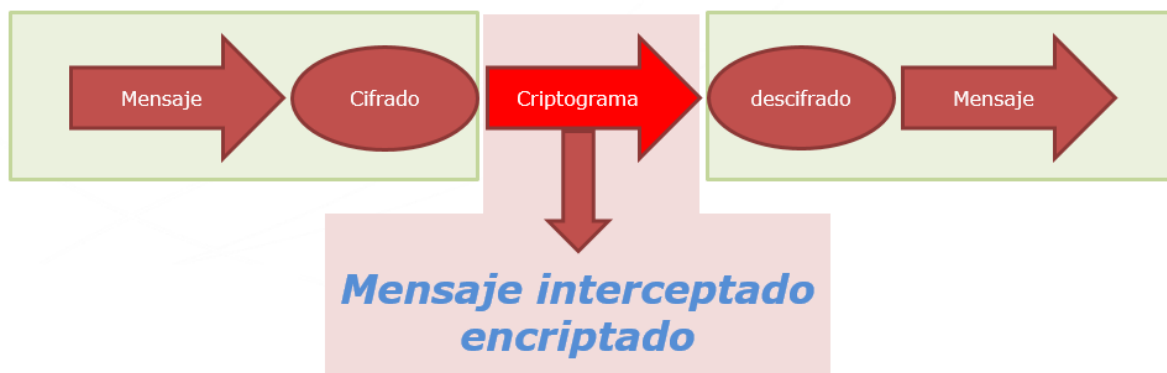 Mensaje
Cifrado
Criptograma
descifrado
Mensaje
Mensaje interceptado
encriptado